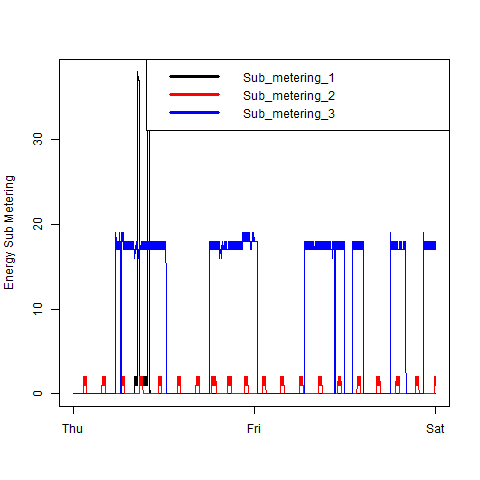 Sub_metering_1
Sub_metering_2
Sub_metering_3
Energy Sub Metering
30
20
10
0
Thu
Fri
Sat